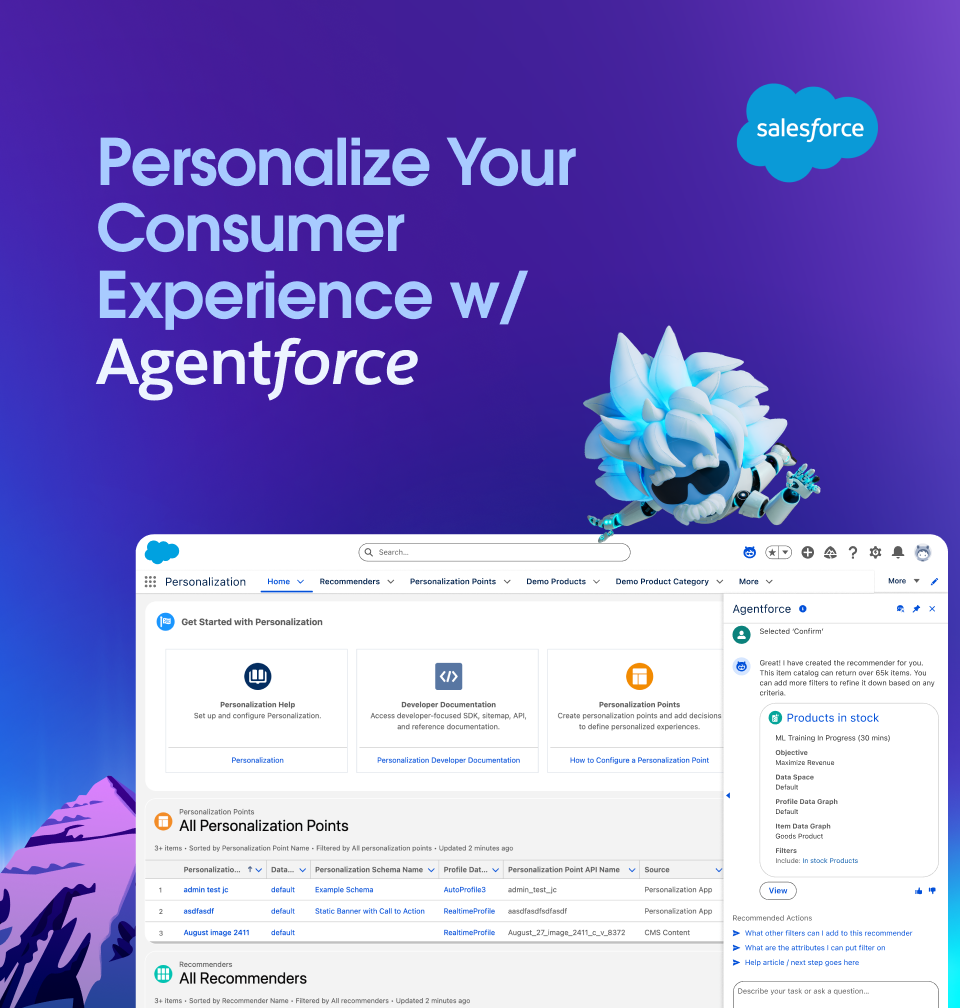 salesforce
Personalize Your
Consumer
Experience w/
Agentforce
Search...
Personalization
Home
Recommenders
Personalization Points
Demo Products
Demo Product Category
More
More
Get Started with Personalization
Personalization Help
Set up and configure Personalization.
Personalization
Developer Documentation
Access developer-focused SDK, sitemap, API,
and reference documentation.
Personalization Developer Documentation
Personalization Points
Create personalization points and add decisions
to define personalized experiences.
How to Configure a Personalization Point
Personalization Points
All Personalization Points
3+ items • Sorted by Personalization Point Name • Filtered by All personalization points • Updated 2 minutes ago
Personalizatio... Data... Personalization Schema Name Profile Dat... Personalization Point API Name Source
1 admin test jc default Example Schema AutoProfile3 admin_test_jc Personalization App
2 asdfasdf default Static Banner with Call to Action RealtimeProfile aasdfasdfsdfasdf Personalization App
3 August image 2411 default RealtimeProfile August_27_image_2411_c_v_8372 CMS Content
Recommenders
All Recommenders
3+ items • Sorted by Recommender Name • Filtered by All recommenders • Updated 2 minutes ago
Agentforce
Selected 'Confirm'
Great! I have created the recommender for you.
This item catalog can return over 65k items. You
can add more filters to refine it down based on any
criteria.
Products in stock
ML Training In Progress (30 mins)
Objective
Maximize Revenue
Data Space
Default
Profile Data Graph
Default
Item Data Graph
Goods Product
Filters
Include: In stock Products
View
Recommended Actions
What other filters can I add to this recommender
What are the attributes I can put filter on
Help article / next step goes here
Describe your task or ask a question...